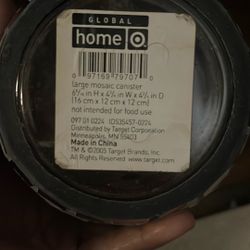 GLOBAL
home
0 97169 79707 0
large mosaic canister
6¼ in H x 4¾ in W x 4¾ in D
(16 cm x 12 cm x 12 cm)
not intended for food use
097 01 0224 ID535457-0224
Distributed by Target Corporation
Minneapolis, MN 55403
Made in China
TM & ©2005 Target Brands, Inc.
All Rights Reserved www.target.com